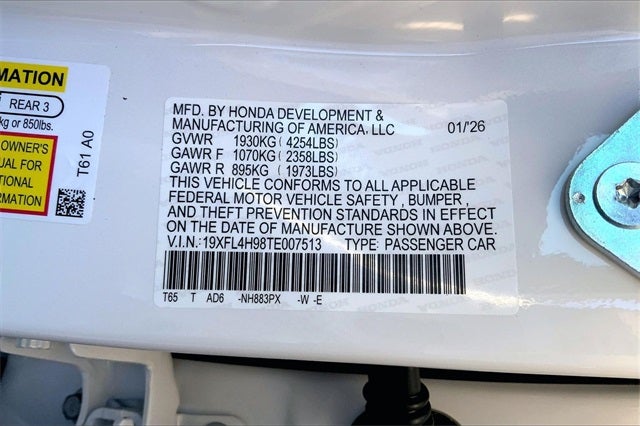 MATION
REAR 3
kg or 850lbs.
OWNER'S
UAL FOR
TIONAL
MATION
T61 A0
MFD. BY HONDA DEVELOPMENT &
MANUFACTURING OF AMERICA, LLC 01/'26
GVWR 1930KG ( 4254LBS)
GAWR F 1070KG ( 2358LBS)
GAWR R 895KG ( 1973LBS)
THIS VEHICLE CONFORMS TO ALL APPLICABLE
FEDERAL MOTOR VEHICLE SAFETY , BUMPER ,
AND THEFT PREVENTION STANDARDS IN EFFECT
ON THE DATE OF MANUFACTURE SHOWN ABOVE.
V.I.N.:19XFL4H98TE007513 TYPE: PASSENGER CAR
T65 T AD6 -NH883PX -W -E